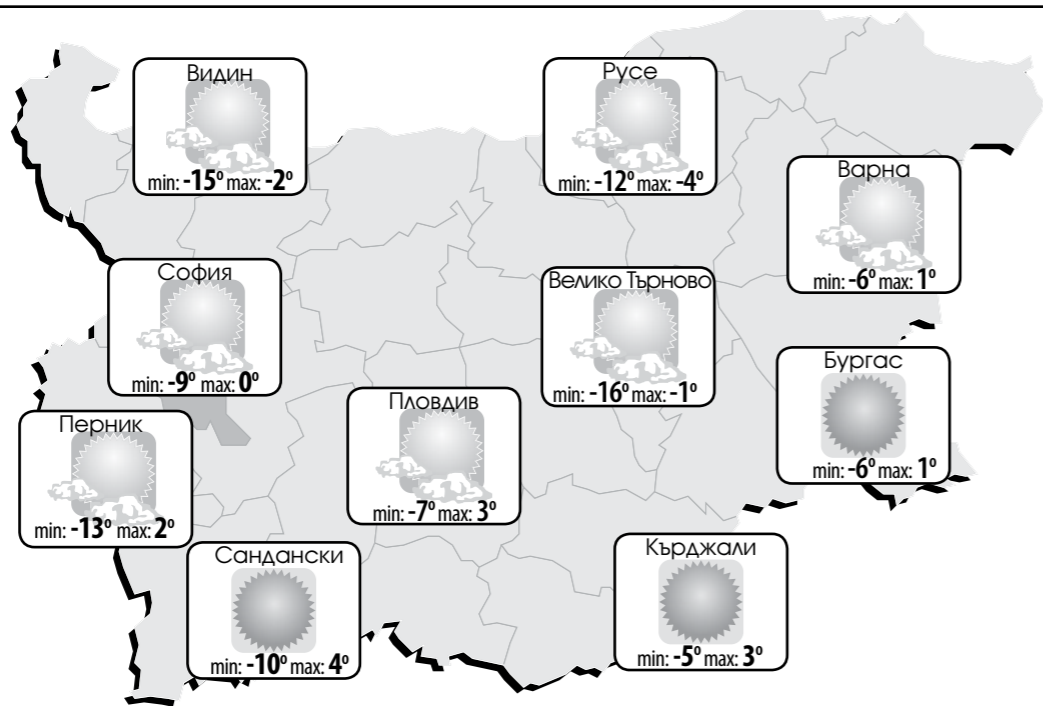 Видин
min: -15° max: -2°
Русе
min: -12° max: -4°
Варна
min: -6° max: 1°
София
min: -9° max: 0°
Велико Търново
min: -16° max: -1°
Бургас
min: -6° max: 1°
Пловдив
min: -7° max: 3°
Перник
min: -13° max: 2°
Сандански
min: -10° max: 4°
Кърджали
min: -5° max: 3°